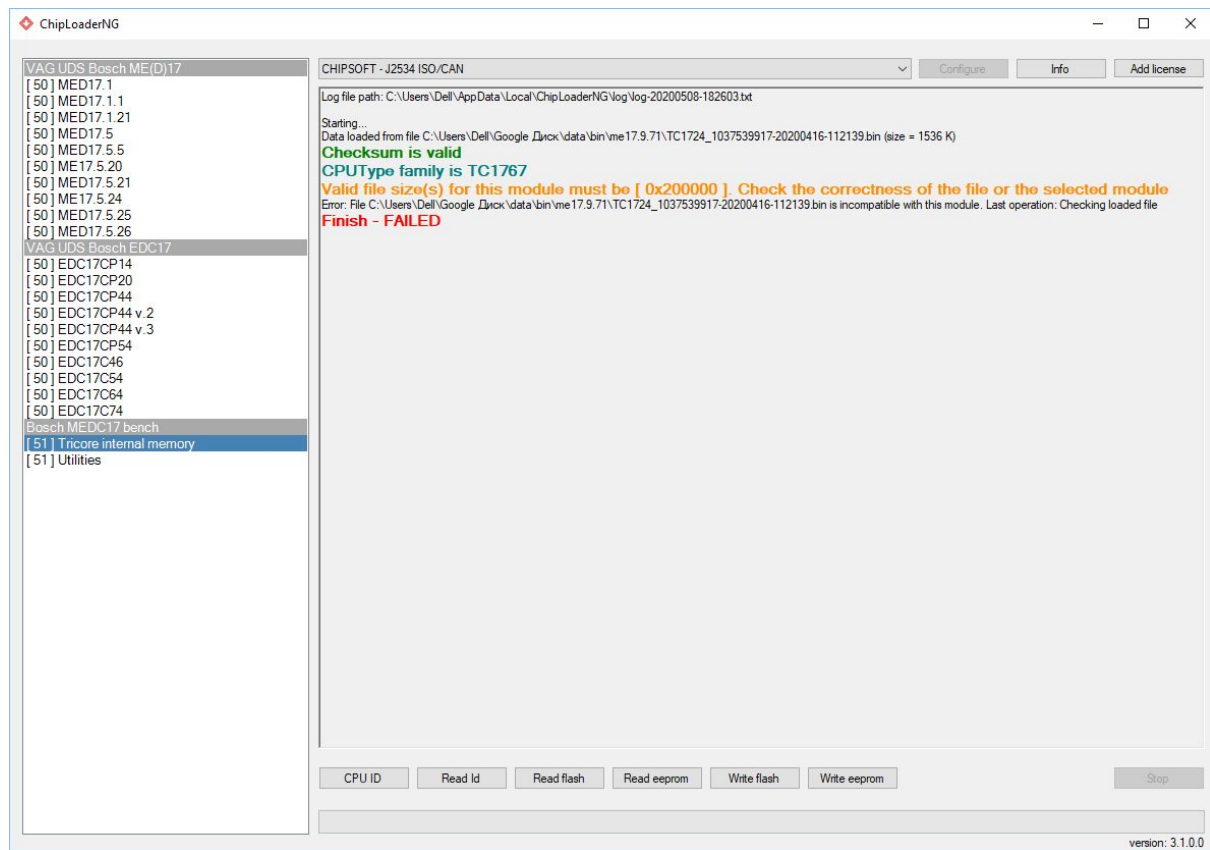 ChipLoaderNG
VAG UDS Bosch ME(D)17
[ 50 ] MED17.1
[ 50 ] MED17.1.1
[ 50 ] MED17.1.21
[ 50 ] MED17.5
[ 50 ] MED17.5.5
[ 50 ] ME17.5.20
[ 50 ] MED17.5.21
[ 50 ] ME17.5.24
[ 50 ] MED17.5.25
[ 50 ] MED17.5.26
VAG UDS Bosch EDC17
[ 50 ] EDC17CP14
[ 50 ] EDC17CP20
[ 50 ] EDC17CP44
[ 50 ] EDC17CP44 v.2
[ 50 ] EDC17CP44 v.3
[ 50 ] EDC17CP54
[ 50 ] EDC17C46
[ 50 ] EDC17C54
[ 50 ] EDC17C64
[ 50 ] EDC17C74
Bosch MEDC17 bench
[ 51 ] Tricore internal memory
[ 51 ] Utilities
CHIPSOFT - J2534 ISO/CAN
Configure
Info
Add license
Log file path: C:\Users\Dell\AppData\Local\ChipLoaderNG\log\log-20200508-182603.txt
Starting...
Data loaded from file C:\Users\Dell\Google Диск\data\bin\me17.9.71\TC1724_1037539917-20200416-112139.bin (size = 1536 K)
Checksum is valid
CPUType family is TC1767
Valid file size(s) for this module must be [ 0x200000 ]. Check the correctness of the file or the selected module
Error: File C:\Users\Dell\Google Диск\data\bin\me17.9.71\TC1724_1037539917-20200416-112139.bin is incompatible with this module. Last operation: Checking loaded file
Finish - FAILED
CPU ID
Read Id
Read flash
Read eeprom
Write flash
Write eeprom
Stop
version: 3.1.0.0